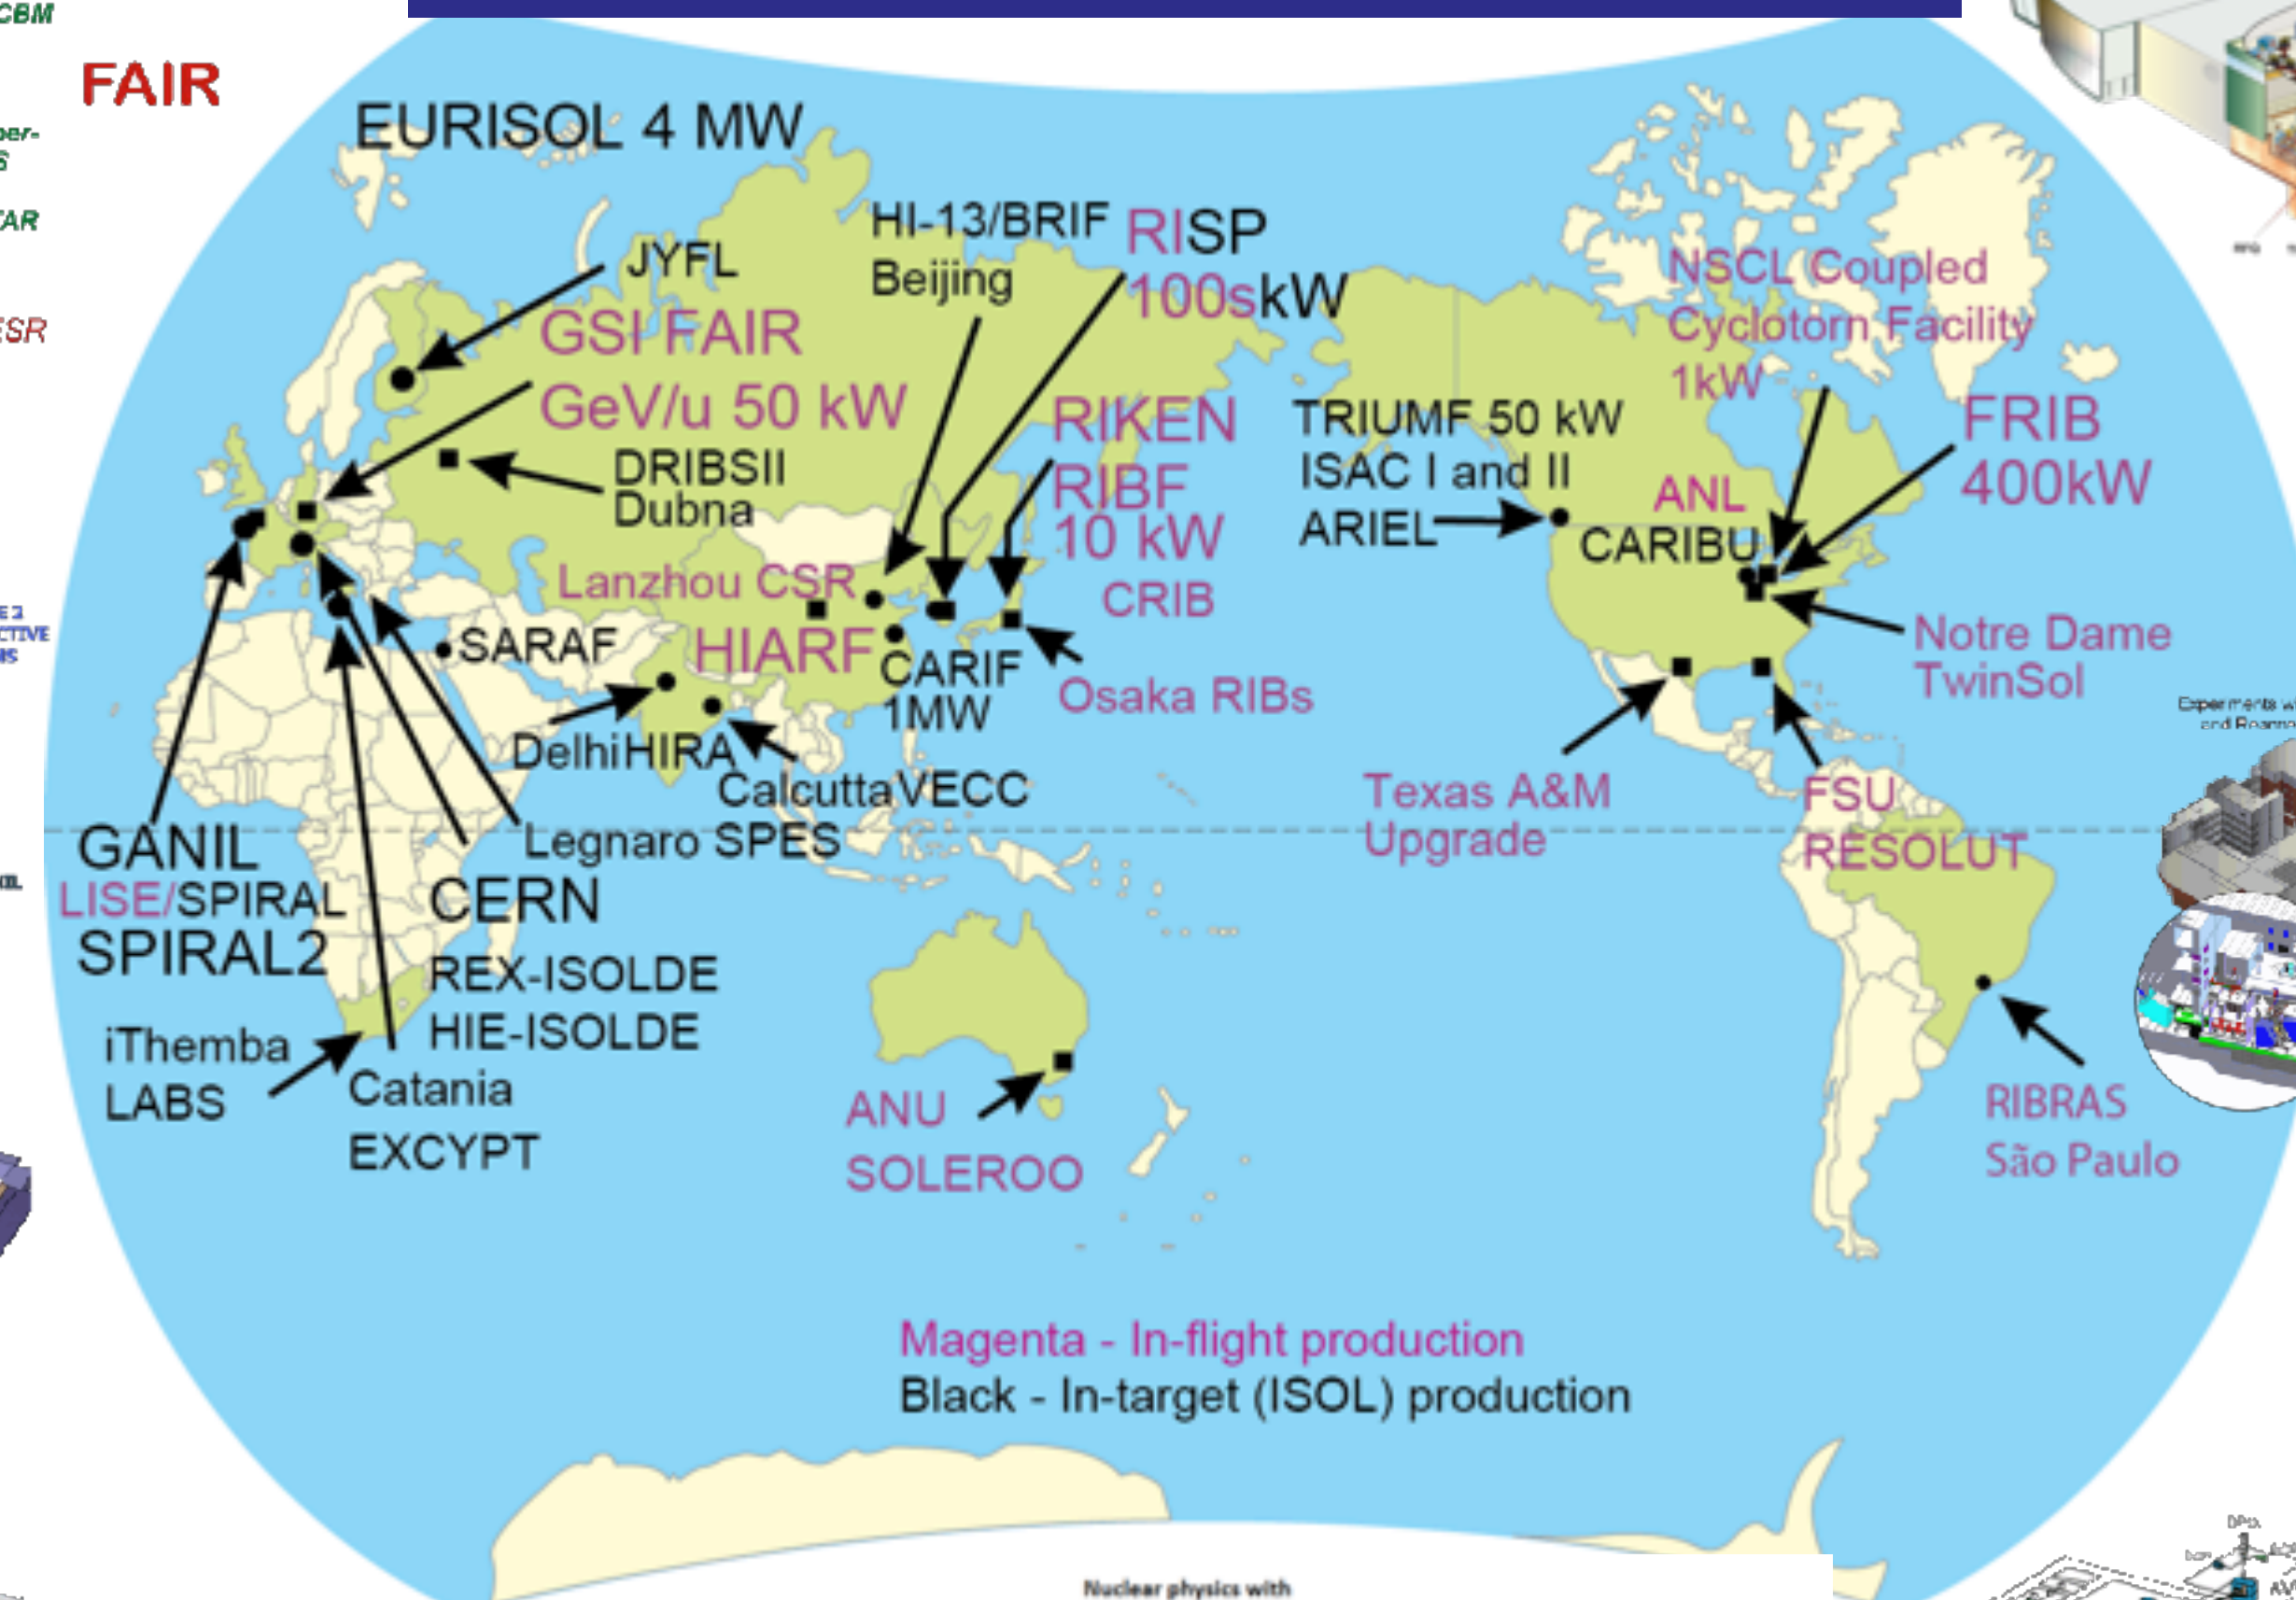 CBM
FAIR
EURISOL 4 MW
AR
ESR
JYFL
GSI FAIR
GeV/u 50 kW
DRIBSII
Dubna
HI-13/BRIF
Beijing
RISP
100skW
RIKEN
RIBF
10 kW
CRIB
Osaka RIBs
Lanzhou CSR
HIARF
CARIF
1MW
SARAF
DelhiHIRA
CalcuttaVECC
Legnaro SPES
GANIL
LISE/SPIRAL
SPIRAL2
CERN
REX-ISOLDE
HIE-ISOLDE
iThemba
LABS
Catania
EXCYPT
ANU
SOLEROO
TRIUMF 50 kW
ISAC I and II
ARIEL
NSCL Coupled
Cyclotorn Facility
1kW
FRIB
400kW
ANL
CARIBU
Notre Dame
TwinSol
Texas A&M
Upgrade
FSU
RESOLUT
RIBRAS
São Paulo
Magenta - In-flight production
Black - In-target (ISOL) production
Nuclear physics with